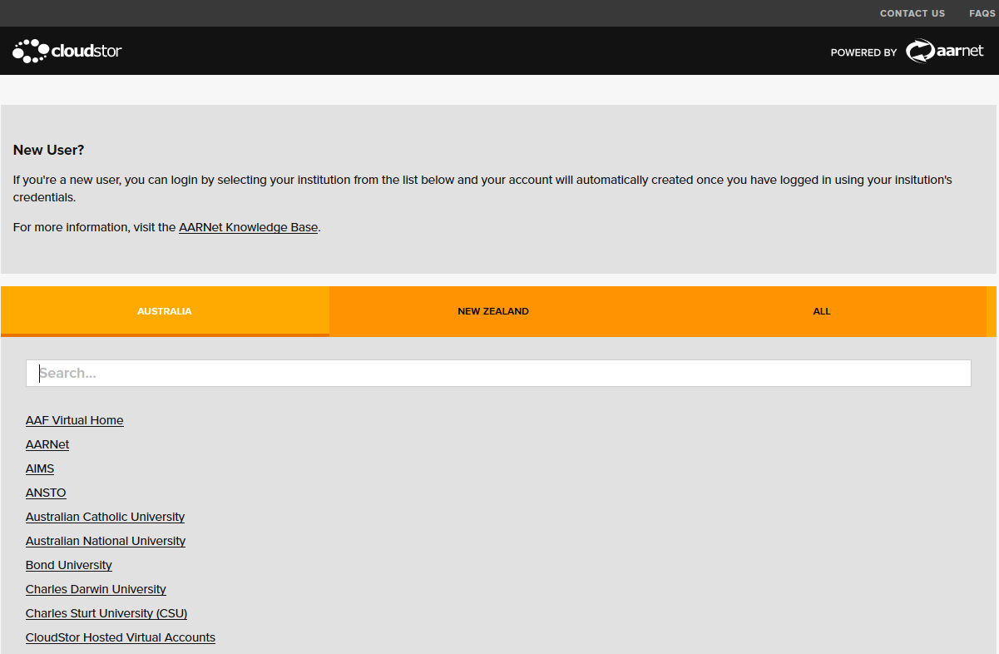 CONTACT US FAQS
cloudstor
POWERED BY aarnet
New User?
If you're a new user, you can login by selecting your institution from the list below and your account will automatically created once you have logged in using your insitution's
credentials.
For more information, visit the AARNet Knowledge Base.
AUSTRALIA NEW ZEALAND ALL
Search...
AAF Virtual Home
AARNet
AIMS
ANSTO
Australian Catholic University
Australian National University
Bond University
Charles Darwin University
Charles Sturt University (CSU)
CloudStor Hosted Virtual Accounts